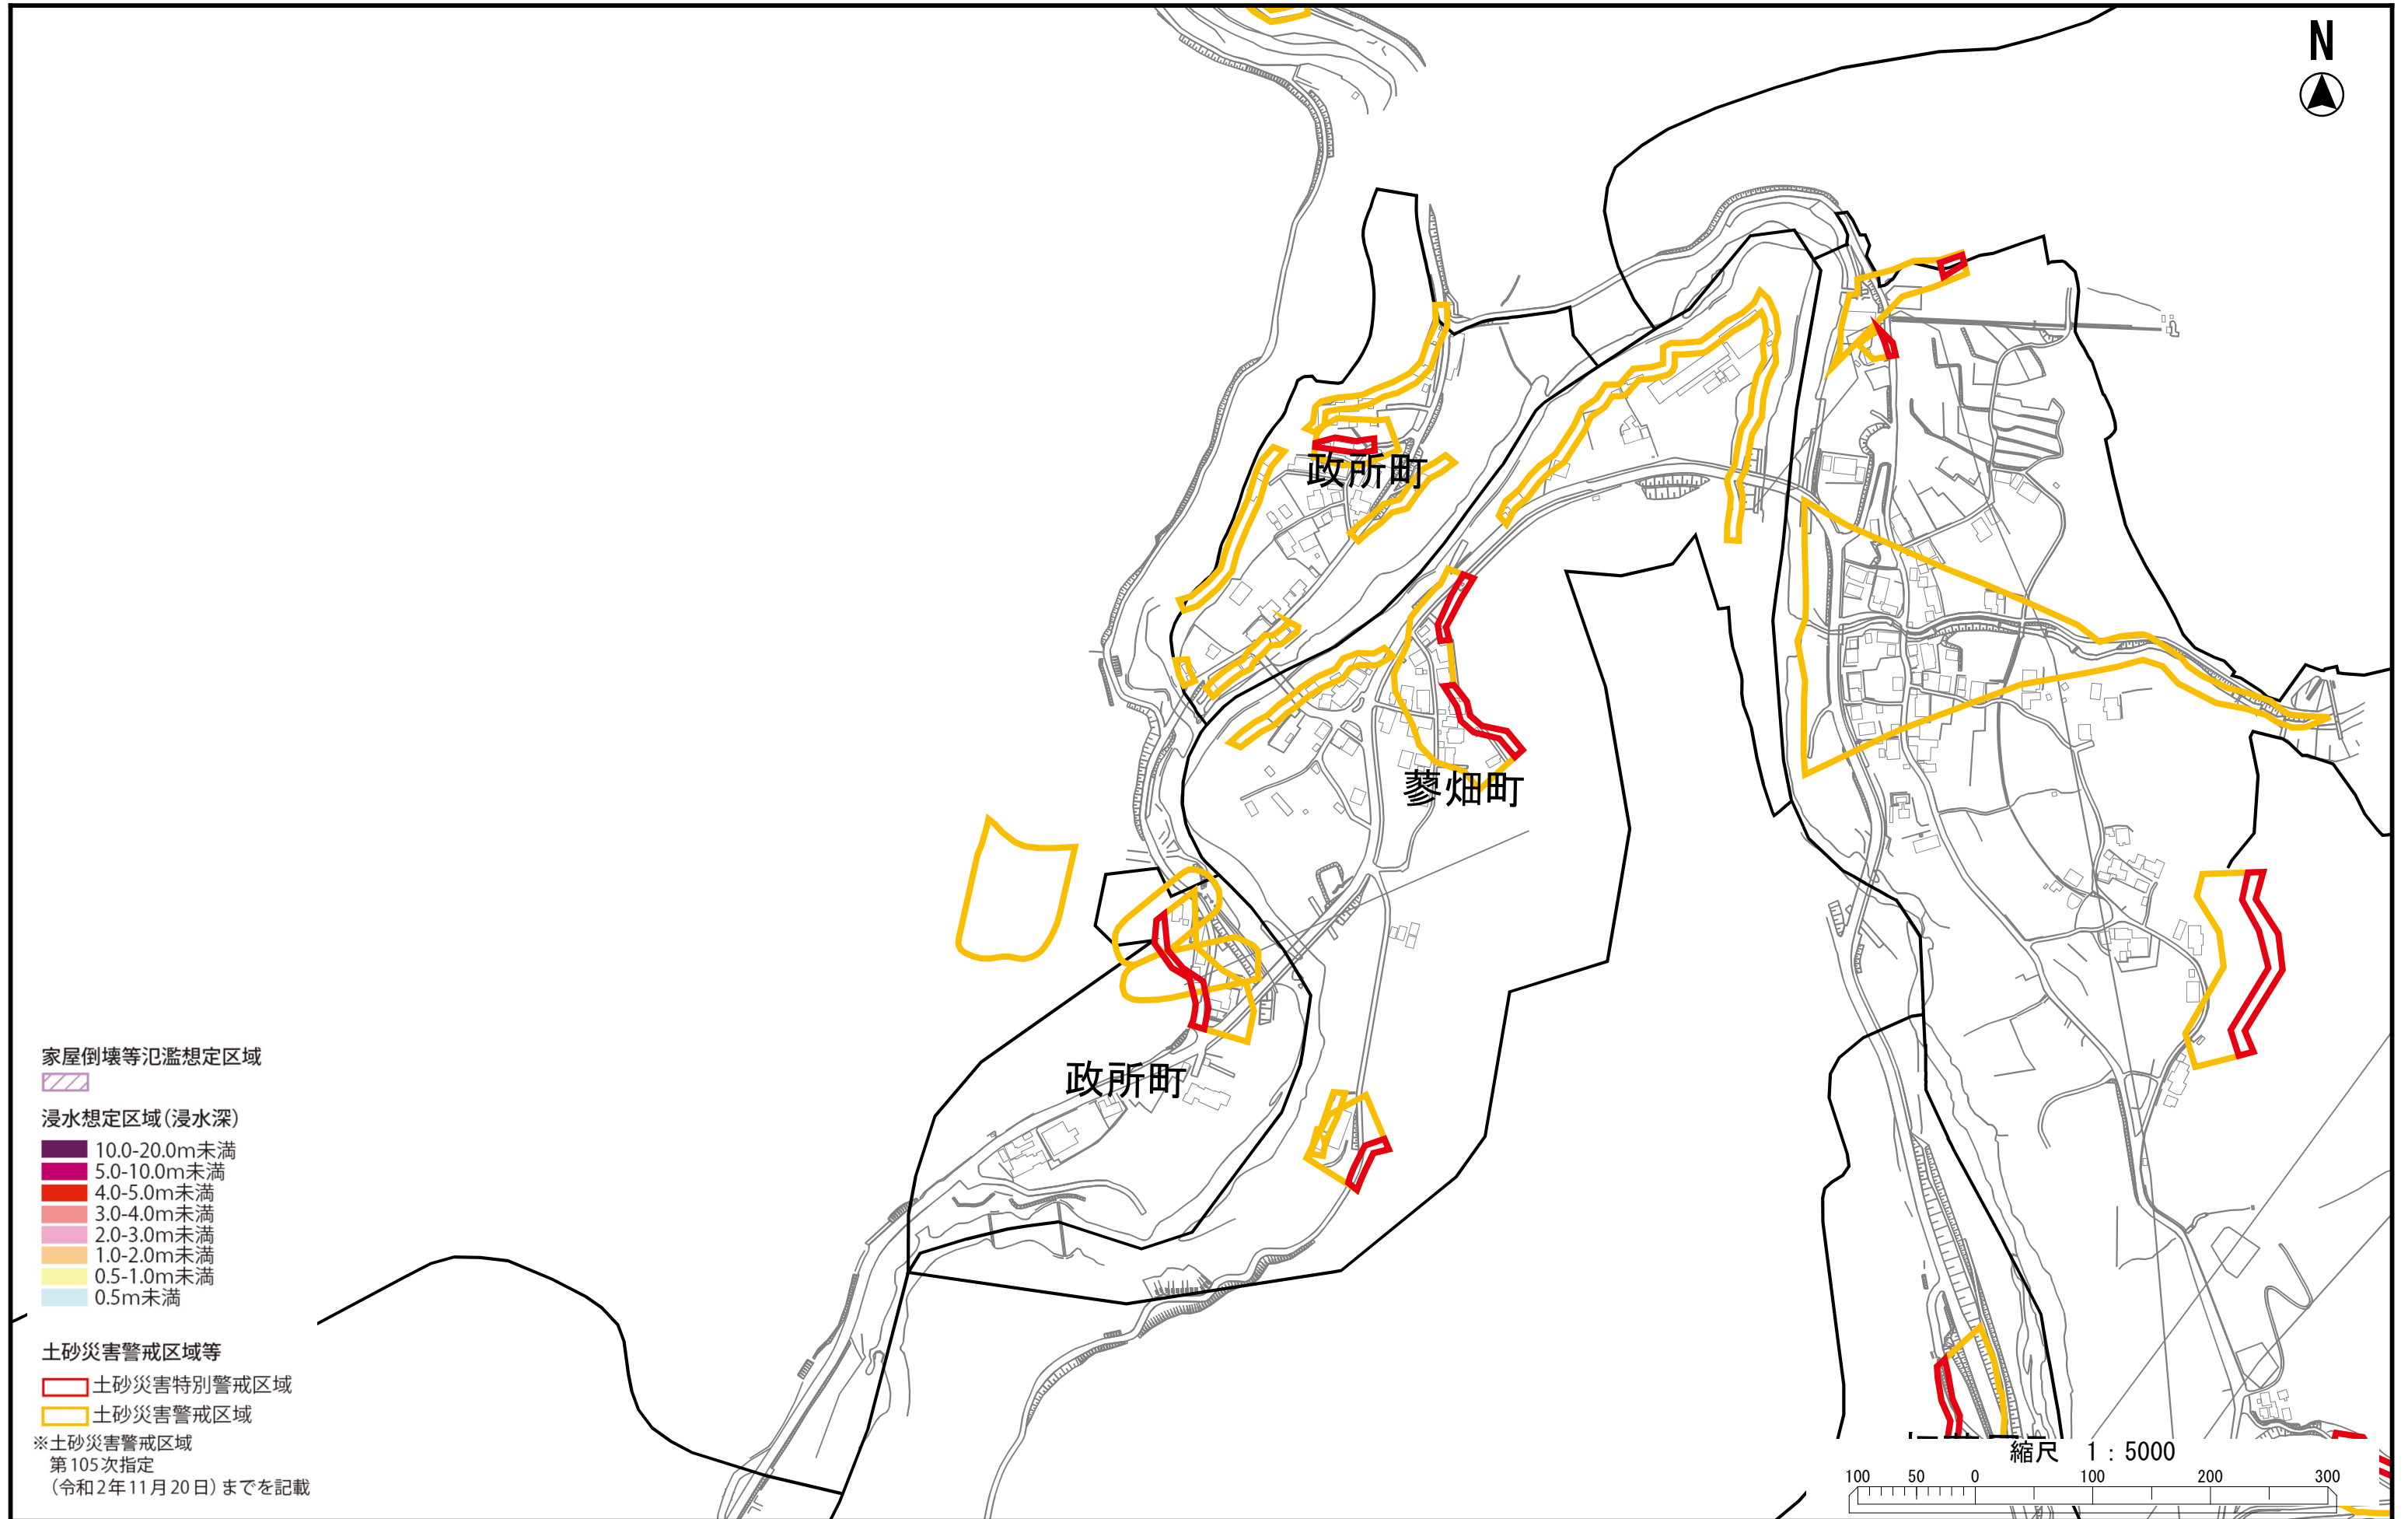 N
政所町
蓼畑町
政所町
家屋倒壊等氾濫想定区域
浸水想定区域(浸水深)
10.0-20.0m未満
5.0-10.0m未満
4.0-5.0m未満
3.0-4.0m未満
2.0-3.0m未満
1.0-2.0m未満
0.5-1.0m未満
0.5m未満
土砂災害警戒区域等
土砂災害特別警戒区域
土砂災害警戒区域
※土砂災害警戒区域
第105次指定
(令和2年11月20日)までを記載
縮尺 1:5000
100 50 0 100 200 300